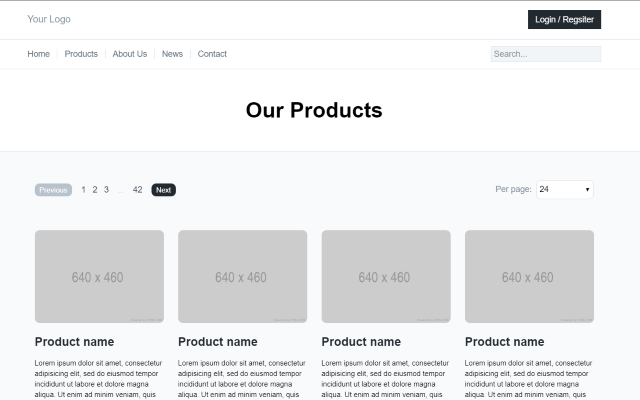 Your Logo
Login / Regsiter
Home Products About Us News Contact
Search...
Our Products
Previous 1 2 3 ... 42 Next
Per page: 24
640 x 460 640 x 460 640 x 460 640 x 460
Product name Product name Product name Product name
Lorem ipsum dolor sit amet, consectetur Lorem ipsum dolor sit amet, consectetur Lorem ipsum dolor sit amet, consectetur Lorem ipsum dolor sit amet, consectetur
adipisicing elit, sed do eiusmod tempor adipisicing elit, sed do eiusmod tempor adipisicing elit, sed do eiusmod tempor adipisicing elit, sed do eiusmod tempor
incididunt ut labore et dolore magna incididunt ut labore et dolore magna incididunt ut labore et dolore magna incididunt ut labore et dolore magna
aliqua. Ut enim ad minim veniam, quis aliqua. Ut enim ad minim veniam, quis aliqua. Ut enim ad minim veniam, quis aliqua. Ut enim ad minim veniam, quis